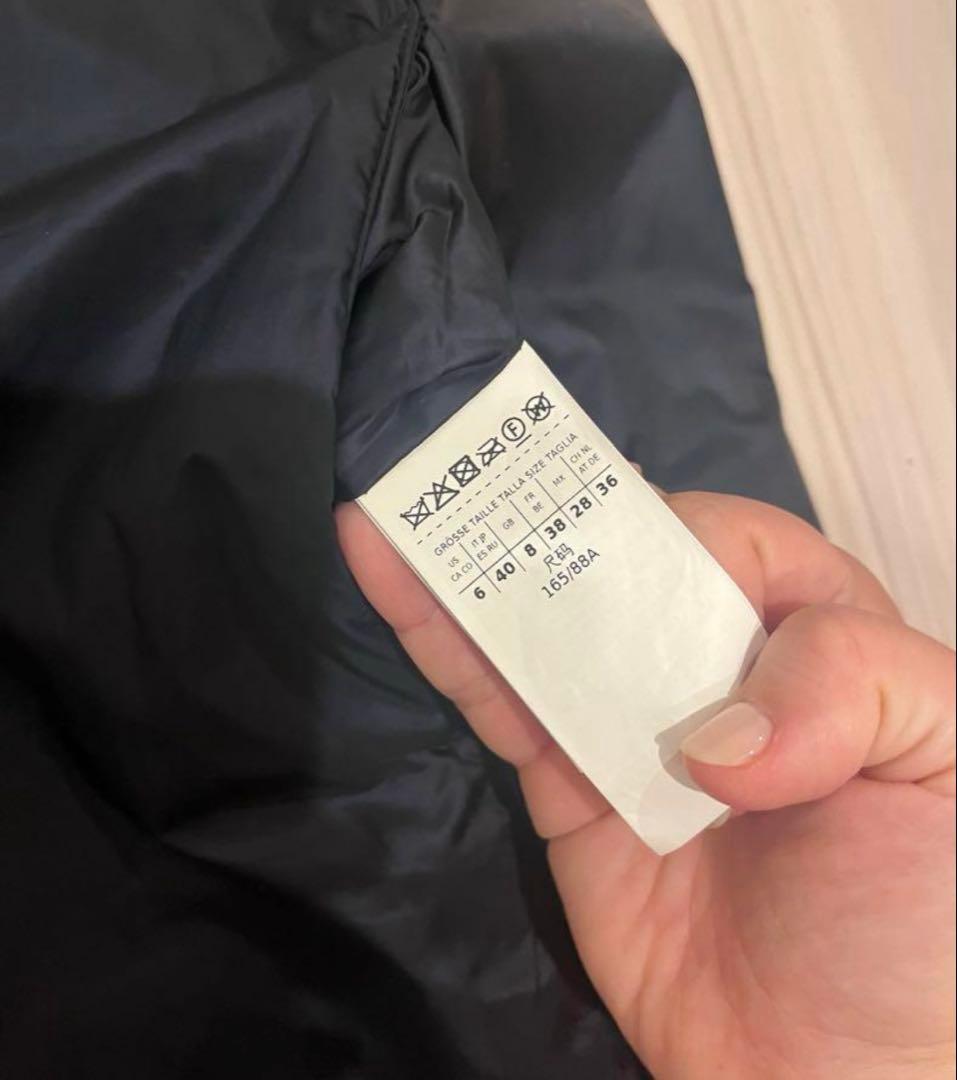 F W
GRÖSSE TAILLE TALLA SIZE TAGLIA
US IT JP GB FR MX CH NL
CA CO ES RU BE AT DE
6 40 8 38 28 36
尺码
165/88A